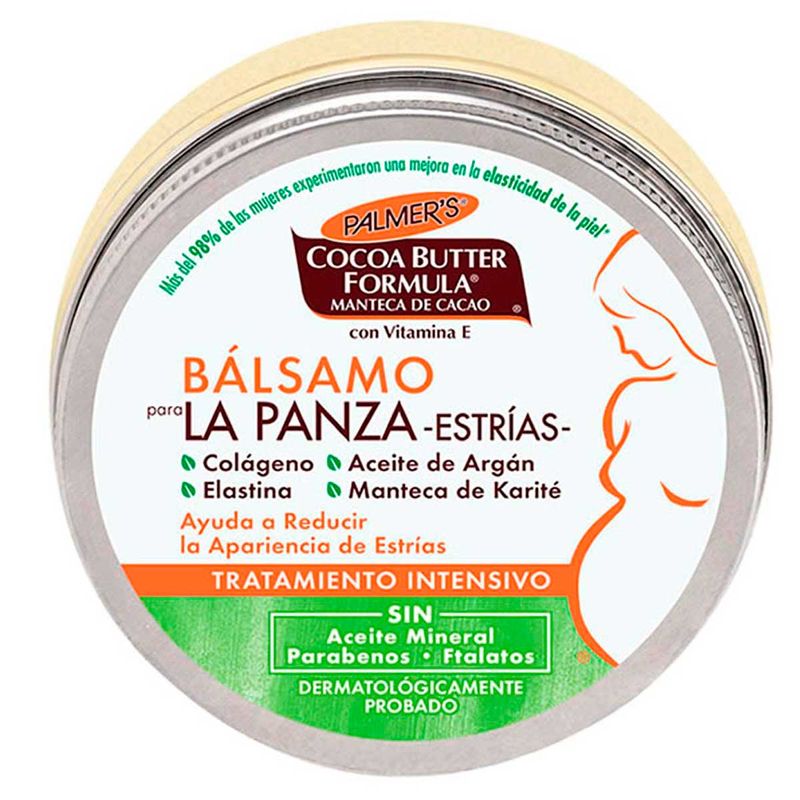 Más del 98% de las mujeres experimentaron una mejora en la elasticidad de la piel*
PALMER'S®
COCOA BUTTER
FORMULA®
MANTECA DE CACAO ®
con Vitamina E
BÁLSAMO
para LA PANZA -ESTRÍAS-
Colágeno Aceite de Argán
Elastina Manteca de Karité
Ayuda a Reducir
la Apariencia de Estrías
TRATAMIENTO INTENSIVO
SIN
Aceite Mineral
Parabenos · Ftalatos
DERMATOLÓGICAMENTE
PROBADO
®